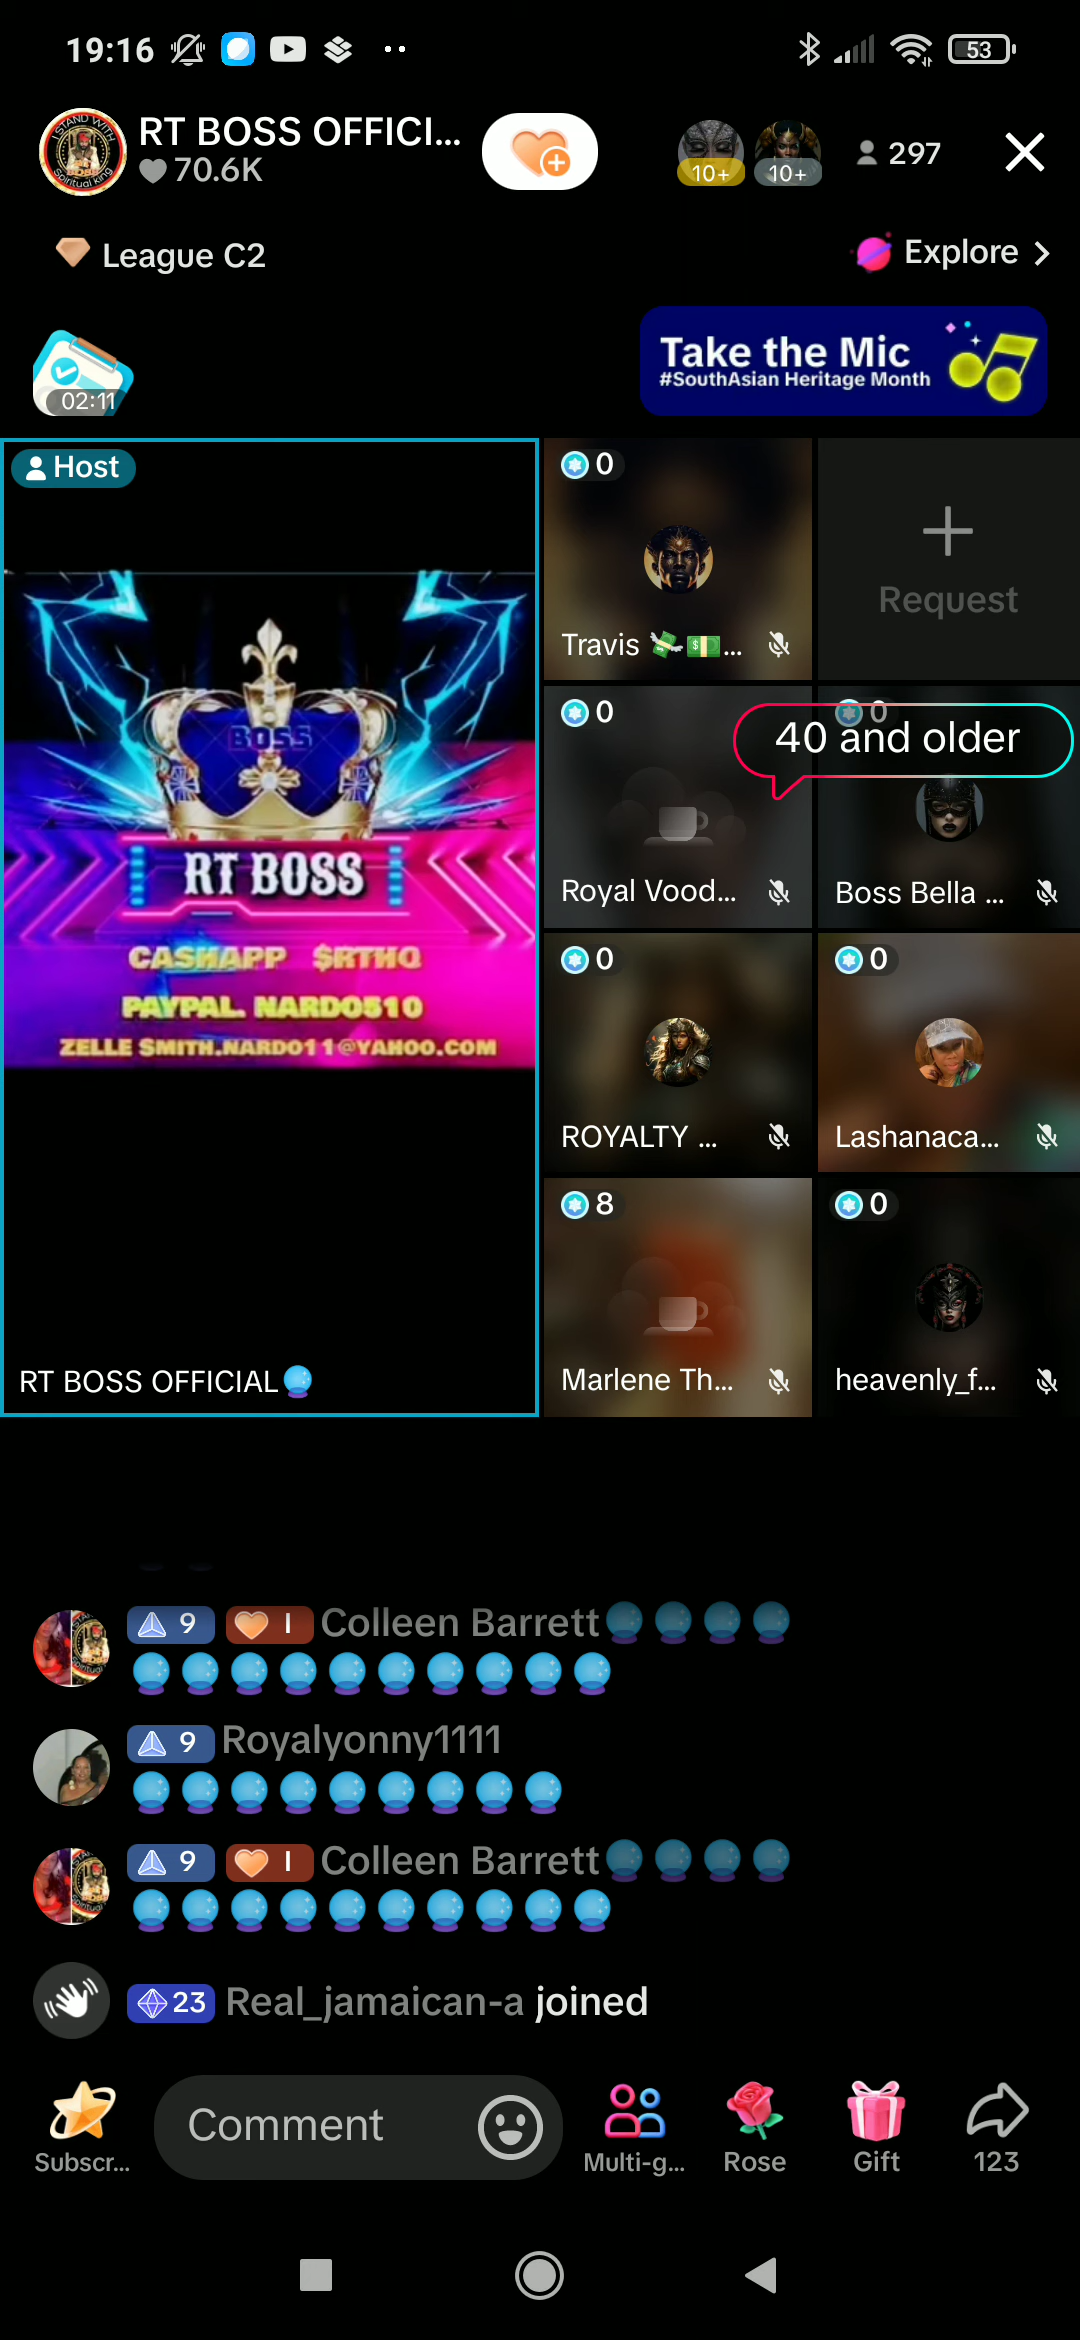 19:16
53
RT BOSS OFFICI...
70.6K
10+
10+
297
League C2
Explore
02:11
Take the Mic
#SouthAsian Heritage Month
Host
BOSS
RT BOSS
CASHAPP $RTHQ
PAYPAL. NARDO510
ZELLE SMITH.NARDO11@YAHOO.COM
RT BOSS OFFICIAL
0
Travis 💸💵...
Request
0
Royal Vood...
0
40 and older
Boss Bella ...
0
ROYALTY ...
0
Lashanaca...
8
Marlene Th...
0
heavenly_f...
9 I Colleen Barrett🔮🔮🔮🔮
🔮🔮🔮🔮🔮🔮🔮🔮🔮🔮
9 Royalyonny1111
🔮🔮🔮🔮🔮🔮🔮🔮🔮
9 I Colleen Barrett🔮🔮🔮🔮
🔮🔮🔮🔮🔮🔮🔮🔮🔮🔮
23 Real_jamaican-a joined
Subscr...
Comment
Multi-g...
Rose
Gift
123